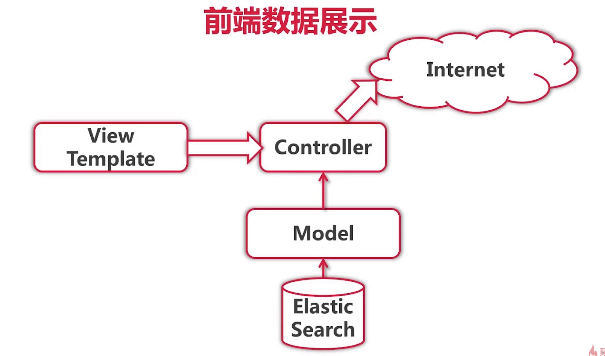 前端数据展示
Internet
View
Template
Controller
Model
Elastic
Search